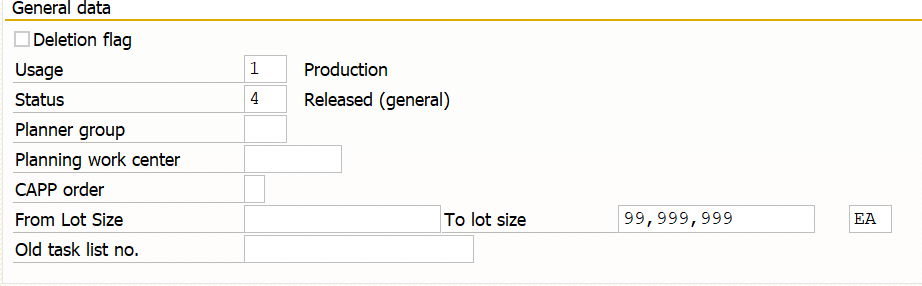 General data
Deletion flag
Usage 1 Production
Status 4 Released (general)
Planner group
Planning work center
CAPP order
From Lot Size To lot size 99,999,999 EA
Old task list no.